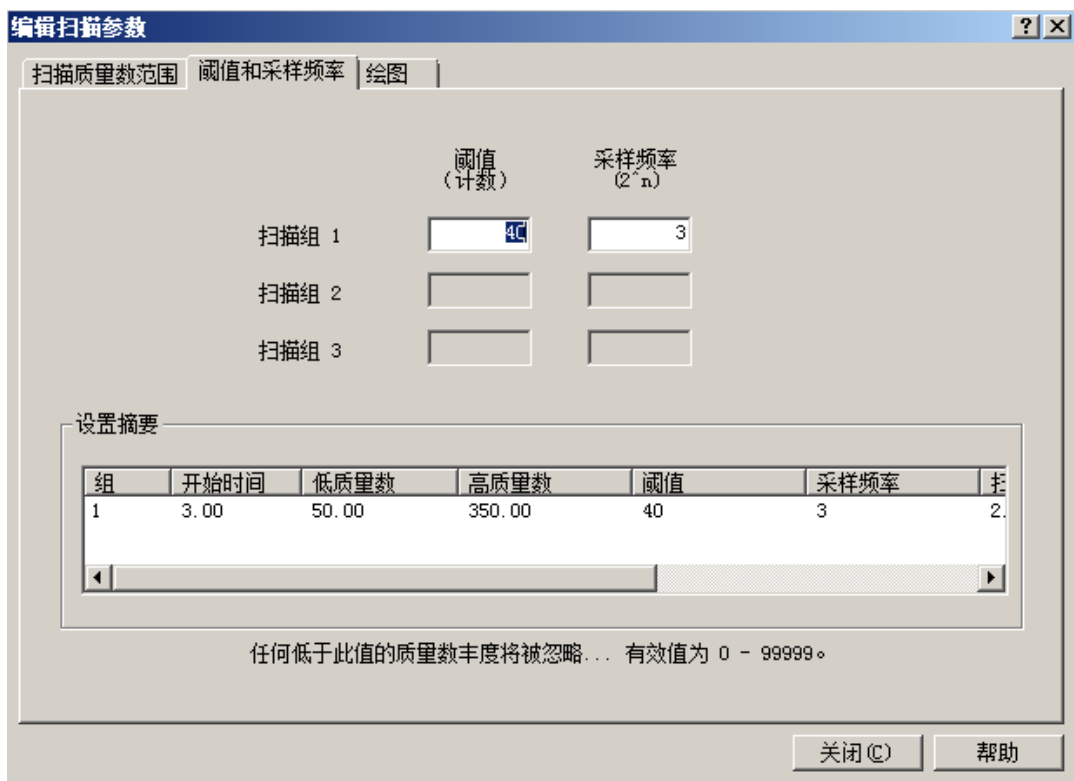 编辑扫描参数
扫描质量数范围 阈值和采样频率 绘图
阈值 采样频率
(计数) (2^n)
扫描组 1 40 3
扫描组 2
扫描组 3
设置摘要
组 开始时间 低质量数 高质量数 阈值 采样频率
1 3.00 50.00 350.00 40 3 2.
任何低于此值的质量数丰度将被忽略... 有效值为 0 - 99999。
关闭(C) 帮助